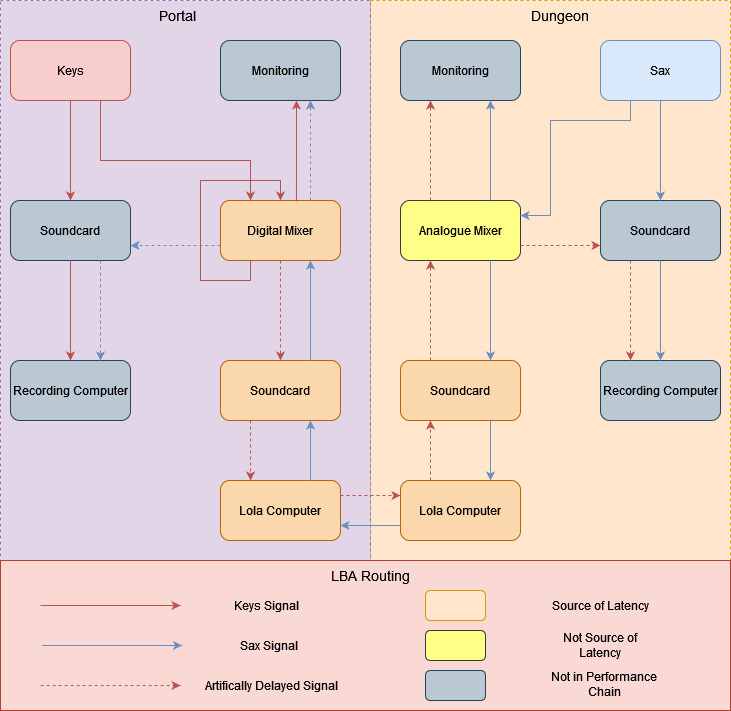 Portal
Dungeon
Keys
Monitoring
Monitoring
Sax
Soundcard
Digital Mixer
Analogue Mixer
Soundcard
Recording Computer
Soundcard
Soundcard
Recording Computer
Lola Computer
Lola Computer
LBA Routing
Keys Signal
Source of Latency
Sax Signal
Not Source of
Latency
Artifically Delayed Signal
Not in Performance
Chain